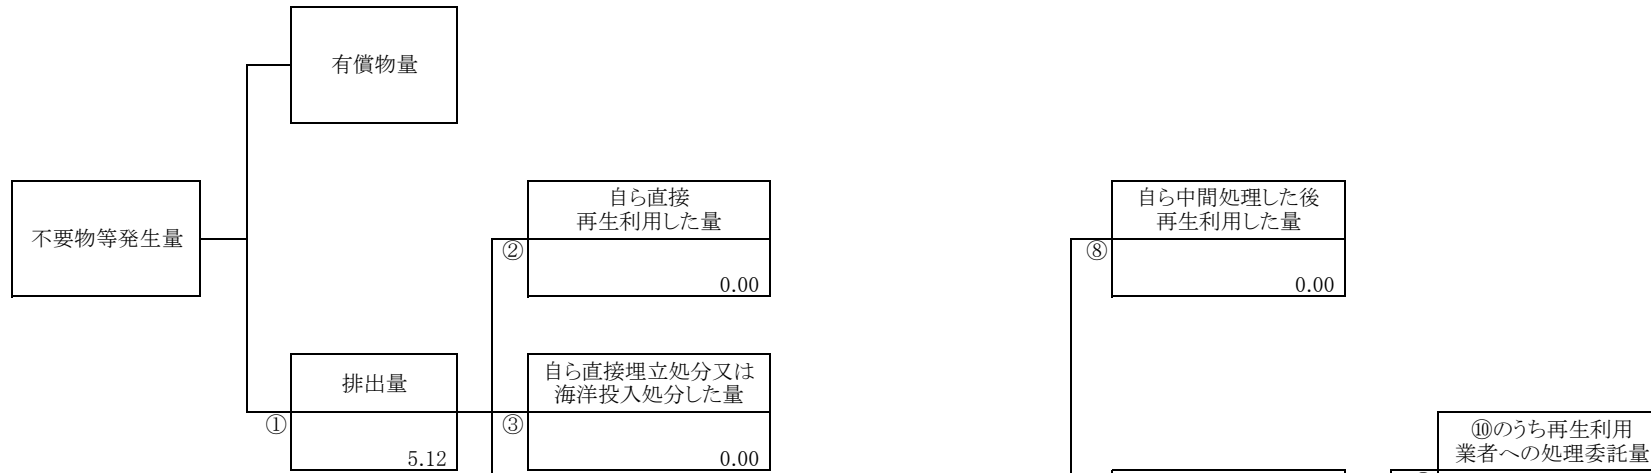 有償物量
不要物等発生量
自ら直接
再生利用した量
②
0.00
自ら中間処理した後
再生利用した量
⑧
0.00
排出量
①
5.12
自ら直接埋立処分又は
海洋投入処分した量
③
0.00
⑩のうち再生利用
業者への処理委託量